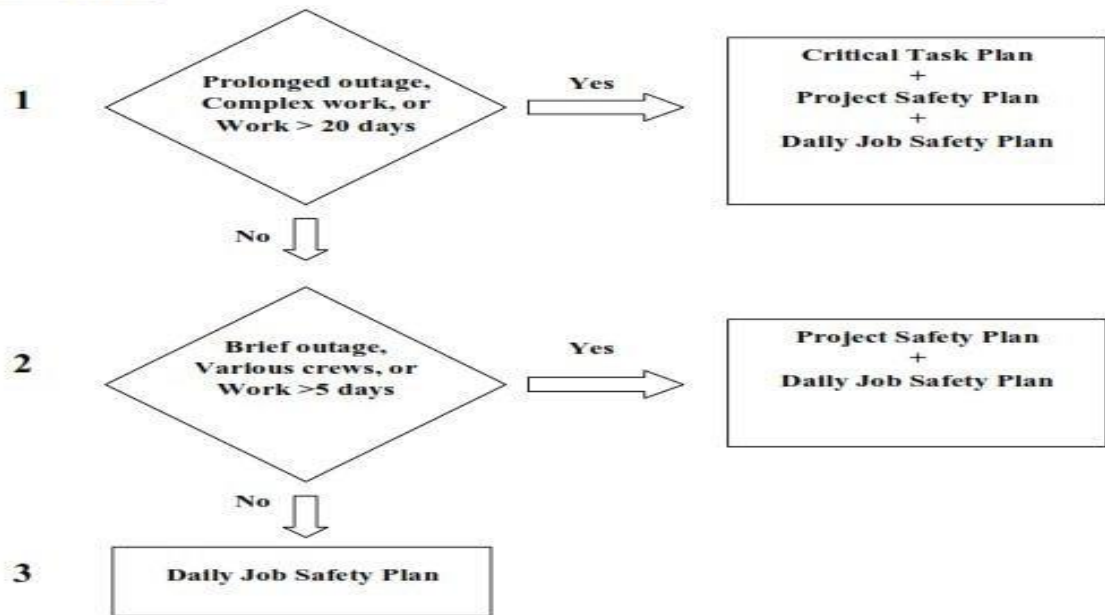 1
Prolonged outage,
Complex work, or
Work > 20 days
Yes
Critical Task Plan
+
Project Safety Plan
+
Daily Job Safety Plan
No
2
Brief outage,
Various crews, or
Work >5 days
Yes
Project Safety Plan
+
Daily Job Safety Plan
No
3
Daily Job Safety Plan